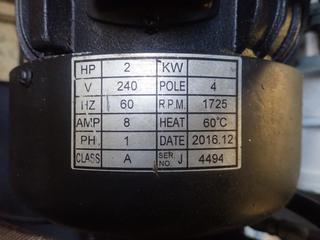 HP 2 KW
V 240 POLE 4
HZ 60 R.P.M. 1725
AMP 8 HEAT 60°C
PH 1 DATE 2016.12
CLASS A SER. NO. J 4494